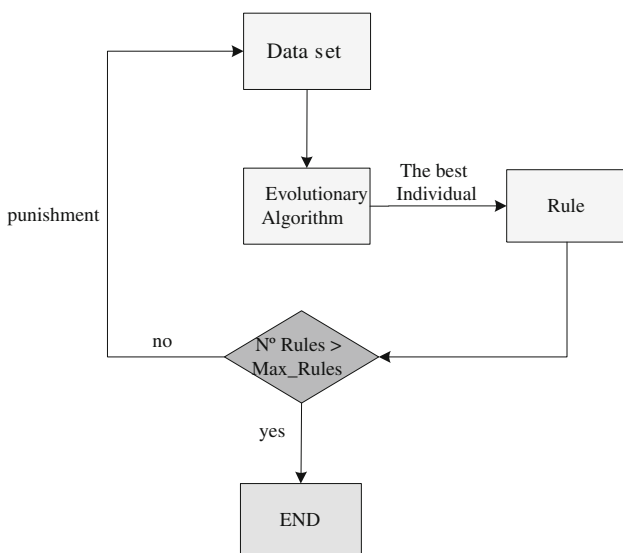 Data set
Evolutionary
Algorithm
The best
Individual
Rule
punishment
no
Nº Rules >
Max_Rules
yes
END